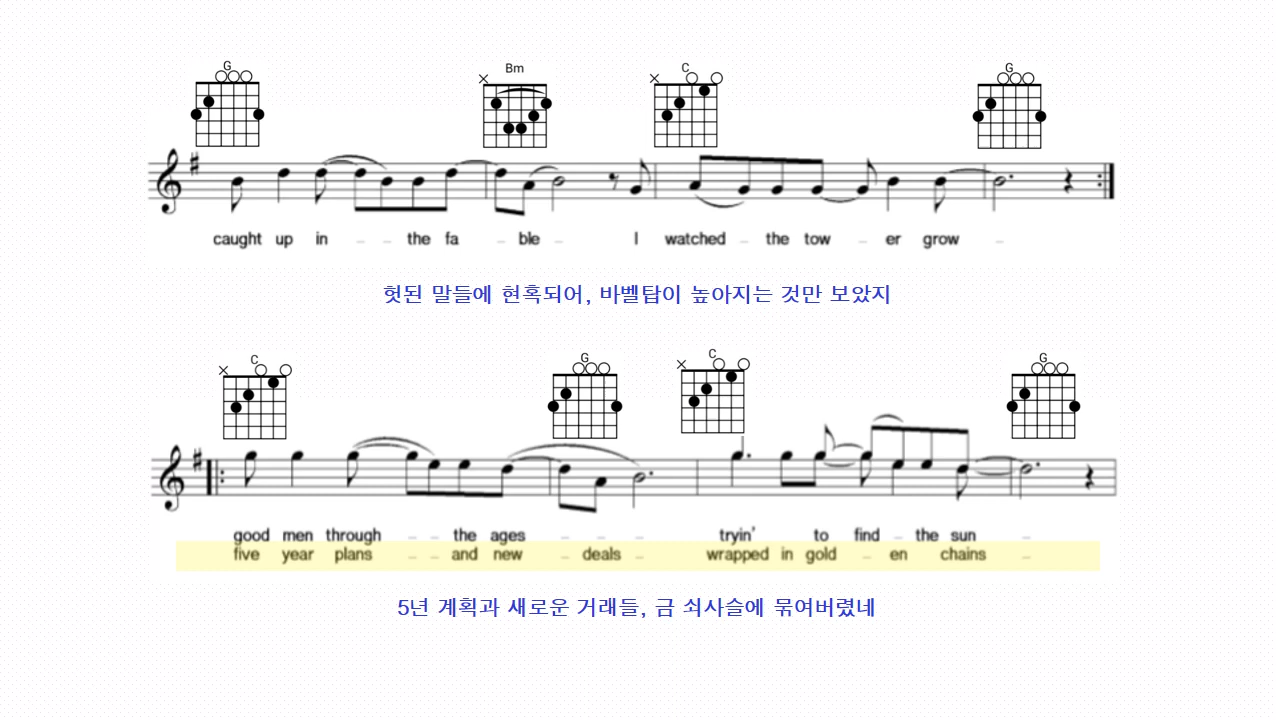 G Bm C G
caught up in - - the fa - ble - I watched - the tow - er grow -
헛된 말들에 현혹되어, 바벨탑이 높아지는 것만 보았지
C G C G
good men through - - the ages - - - tryin' to find - the sun -
five year plans - - and new - deals - wrapped in gold - en chains -
5년 계획과 새로운 거래들, 금 쇠사슬에 묶여버렸네